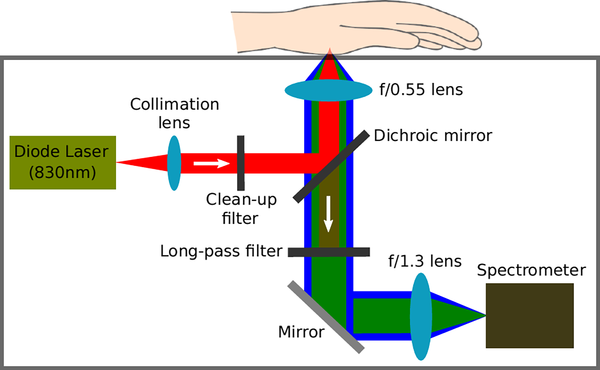 f/0.55 lens
Collimation
lens
Dichroic mirror
Diode Laser
(830nm)
Clean-up
filter
Long-pass filter
f/1.3 lens
Spectrometer
Mirror